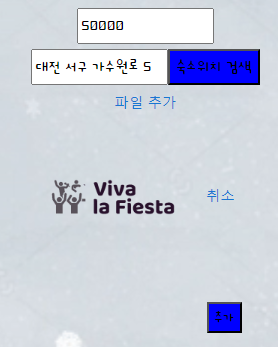 50000
대전 서구 가수원로 5
숙소위치 검색
파일 추가
Viva
la Fiesta
취소
추가